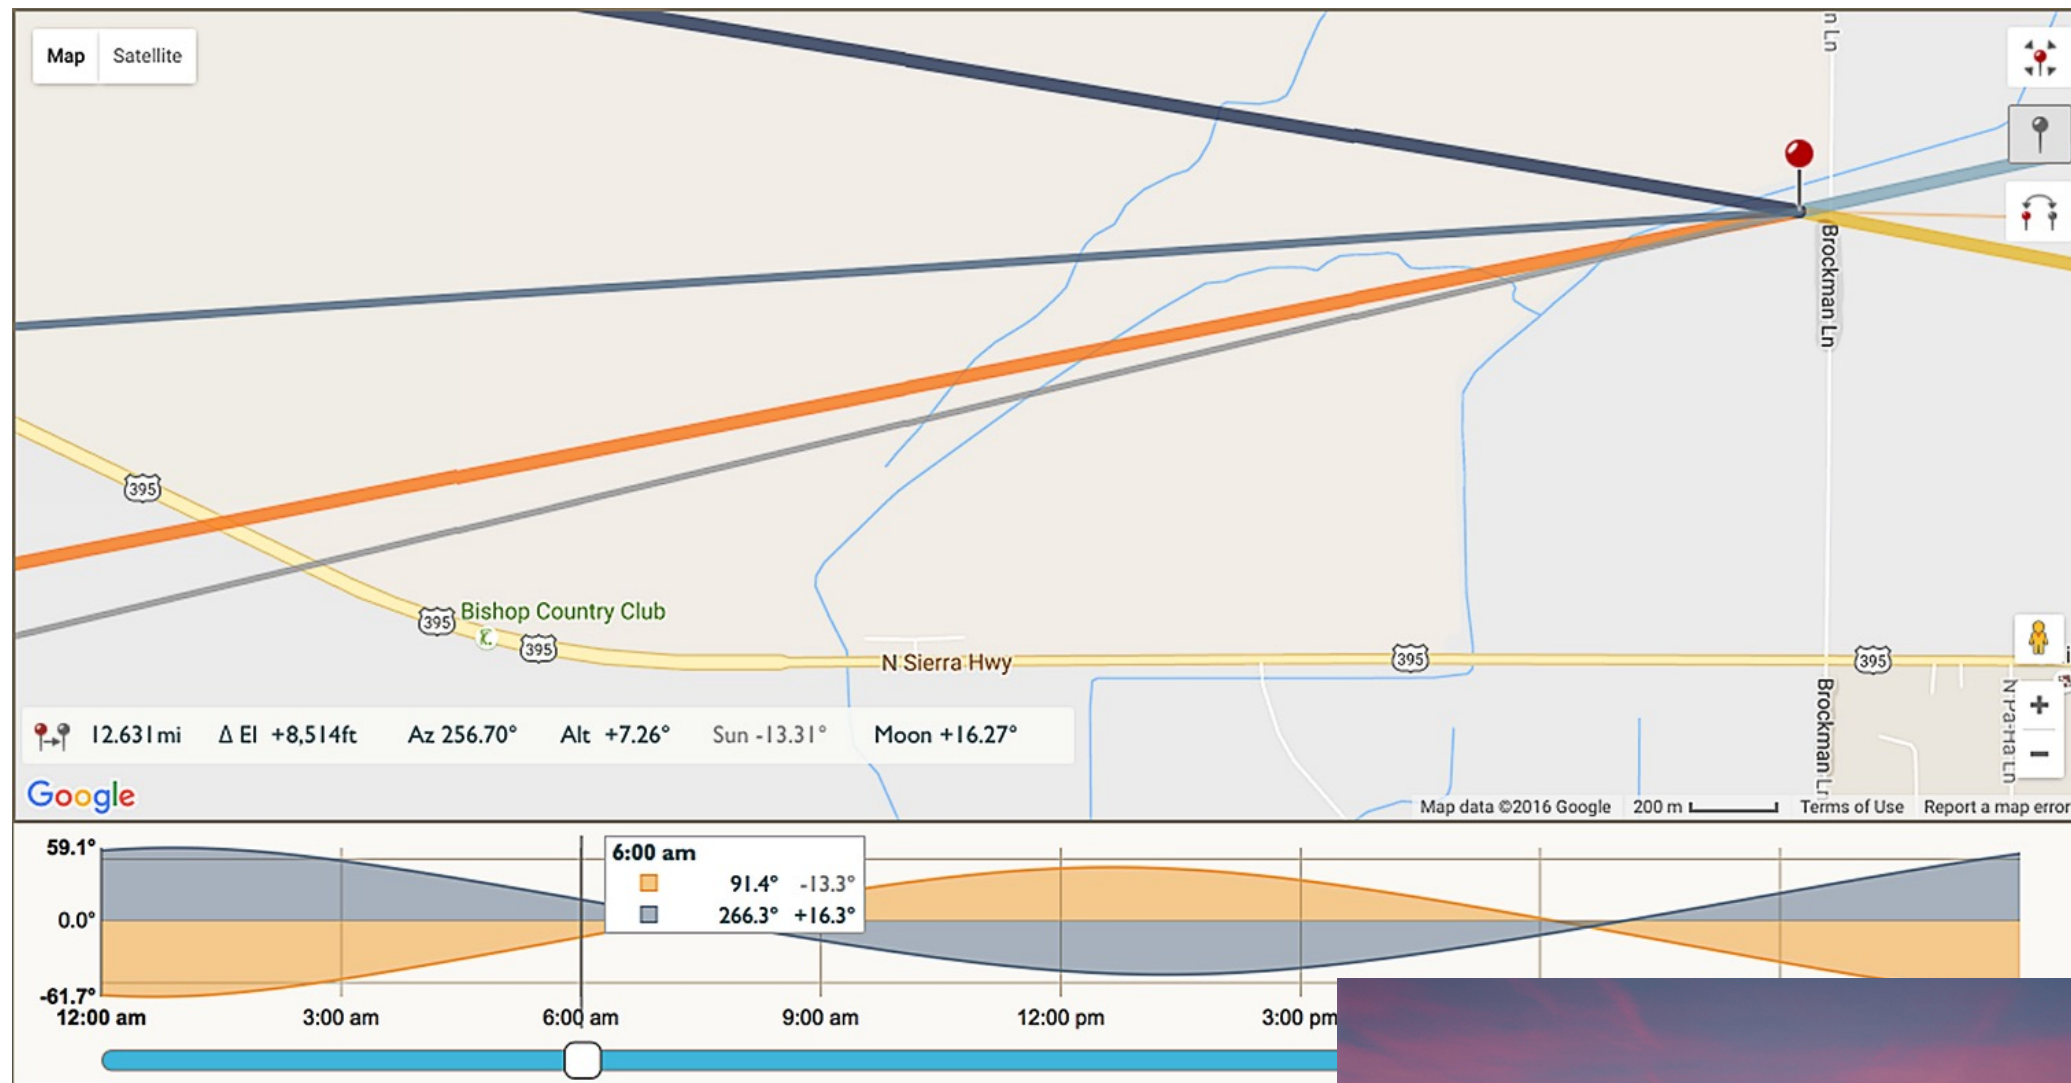 Map Satellite
n Ln
Brockman Ln
395
Bishop Country Club
395
395
N Sierra Hwy
395
395
Brockman Ln
N Pa-Ha Ln
12.631mi Δ El +8,514ft Az 256.70° Alt +7.26° Sun -13.31° Moon +16.27°
Google
Map data ©2016 Google 200 m Terms of Use Report a map error
59.1°
0.0°
-61.7°
6:00 am
91.4° -13.3°
266.3° +16.3°
12:00 am 3:00 am 6:00 am 9:00 am 12:00 pm 3:00 pm